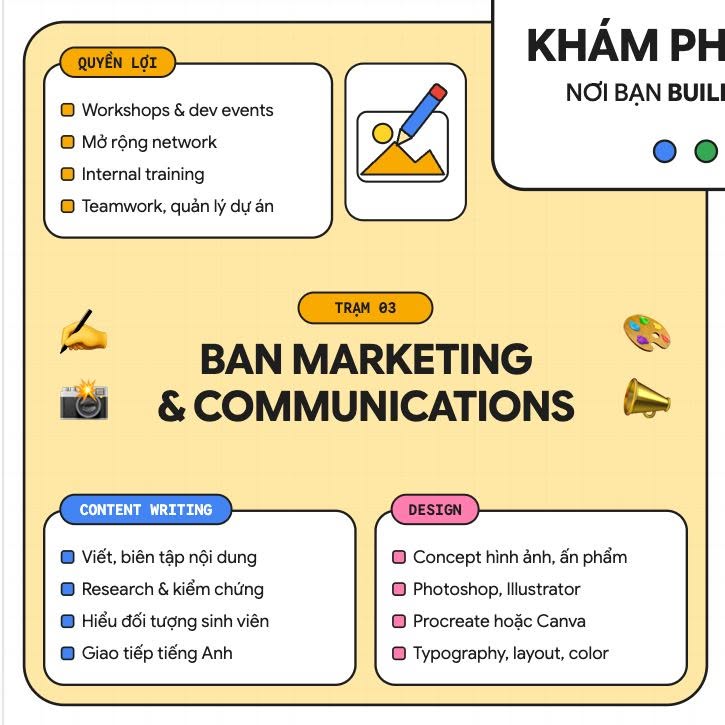 KHÁM PH
NƠI BẠN BUIL
QUYỀN LỢI
Workshops & dev events
Mở rộng network
Internal training
Teamwork, quản lý dự án
TRẠM 03
BAN MARKETING
& COMMUNICATIONS
CONTENT WRITING
Viết, biên tập nội dung
Research & kiểm chứng
Hiểu đối tượng sinh viên
Giao tiếp tiếng Anh
DESIGN
Concept hình ảnh, ấn phẩm
Photoshop, Illustrator
Procreate hoặc Canva
Typography, layout, color